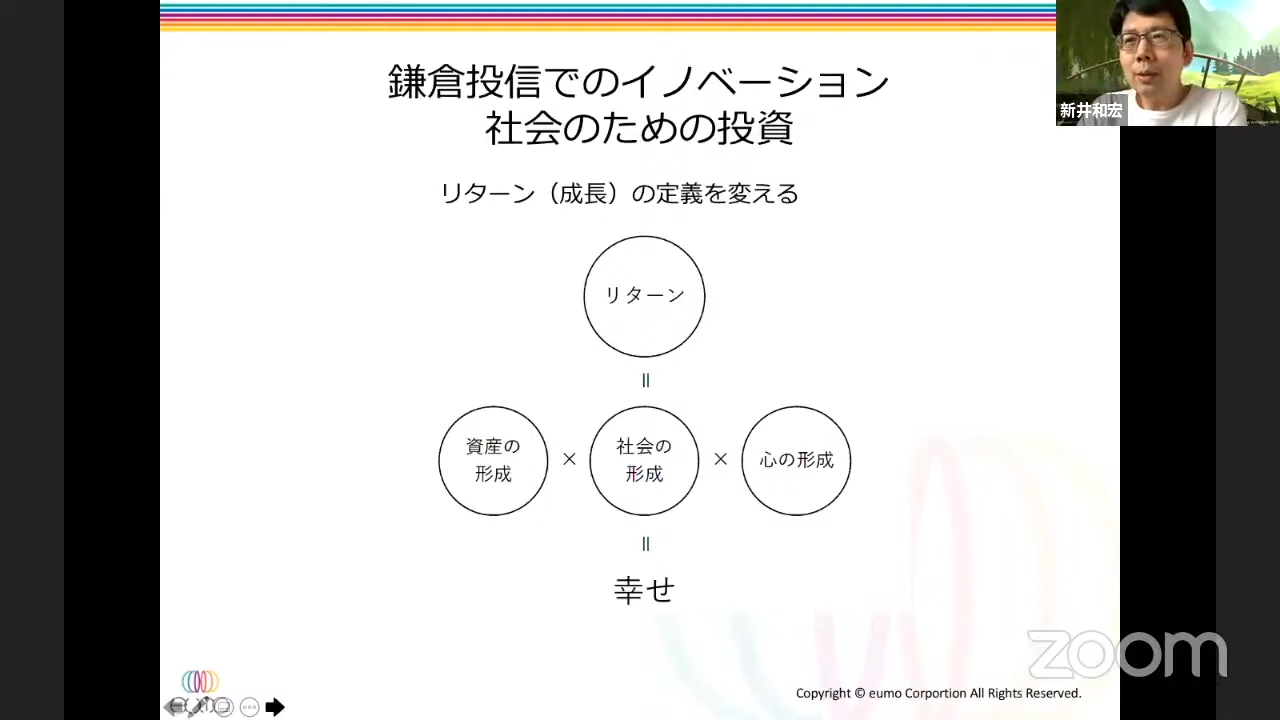 鎌倉投信でのイノベーション
社会のための投資
新井和宏
リターン（成長）の定義を変える
リターン
||
資産の
形成
×
社会の
形成
×
心の形成
||
幸せ
zoom
Copyright © eumo Corportion All Rights Reserved.